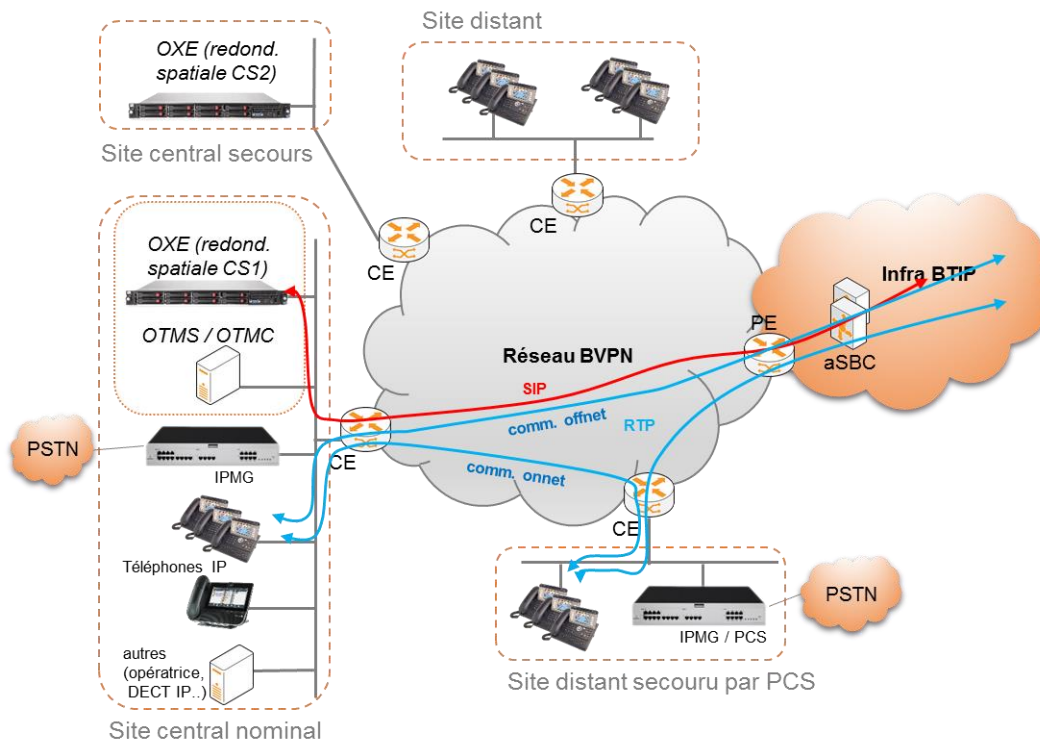 Site distant
OXE (redond.
spatiale CS2)
Site central secours
CE
CE
OXE (redond.
spatiale CS1)
OTMS / OTMC
Infra BTIP
PE
aSBC
Réseau BVPN
SIP
comm. offnet
RTP
PSTN
IPMG
CE
comm. onnet
CE
Téléphones IP
PSTN
IPMG / PCS
autres
(opératrice,
DECT IP..)
Site distant secouru par PCS
Site central nominal